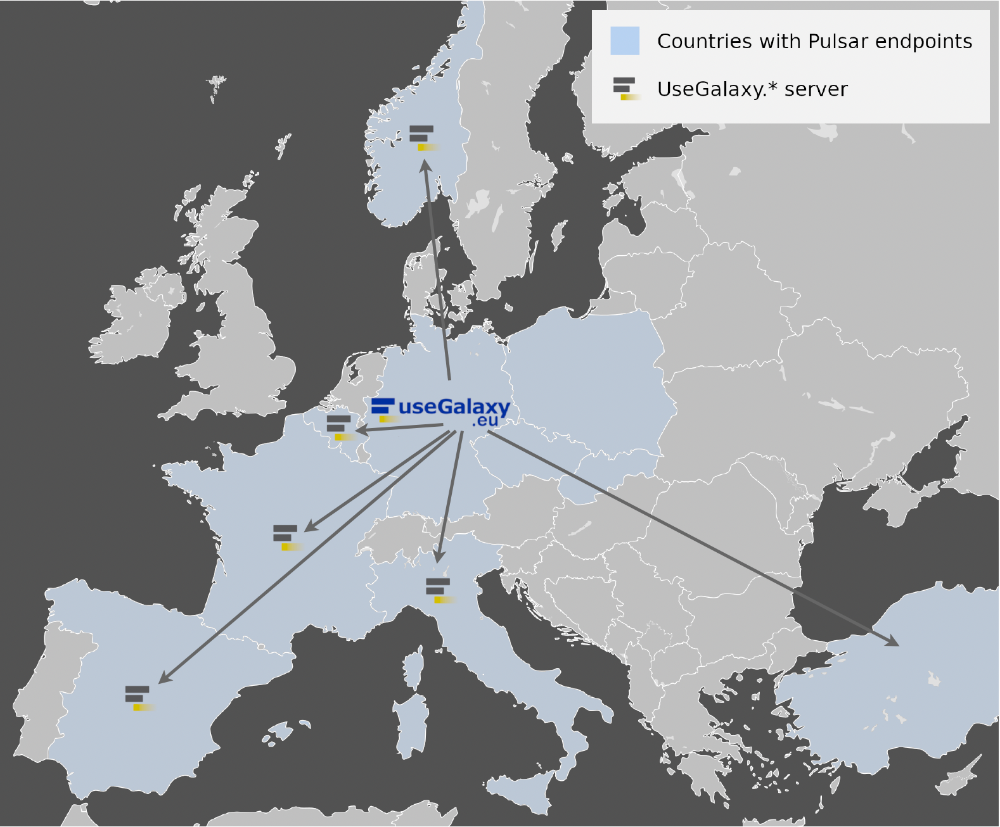 Countries with Pulsar endpoints
UseGalaxy.* server
useGalaxy
.eu